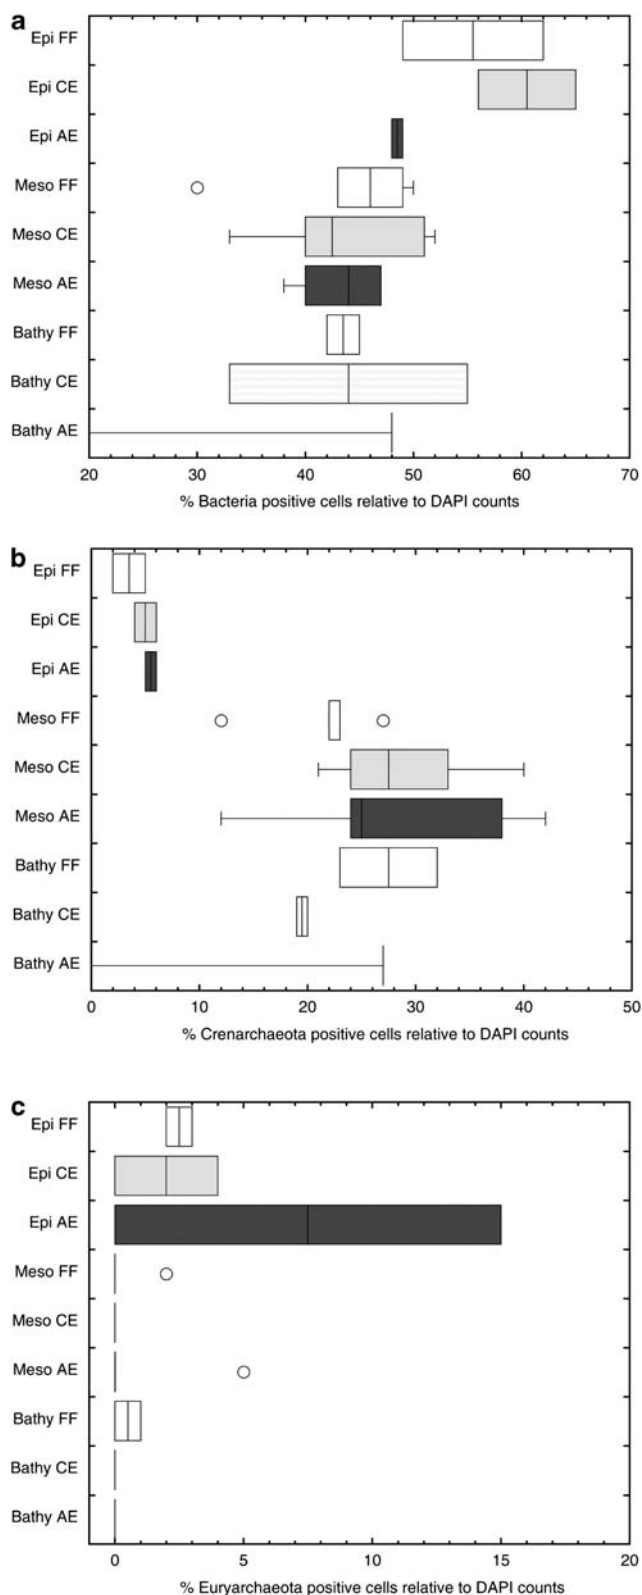 a
Epi FF
Epi CE
Epi AE
Meso FF
Meso CE
Meso AE
Bathy FF
Bathy CE
Bathy AE
20 30 40 50 60 70
% Bacteria positive cells relative to DAPI counts
b
Epi FF
Epi CE
Epi AE
Meso FF
Meso CE
Meso AE
Bathy FF
Bathy CE
Bathy AE
0 10 20 30 40 50
% Crenarchaeota positive cells relative to DAPI counts
c
Epi FF
Epi CE
Epi AE
Meso FF
Meso CE
Meso AE
Bathy FF
Bathy CE
Bathy AE
0 5 10 15 20
% Euryarchaeota positive cells relative to DAPI counts